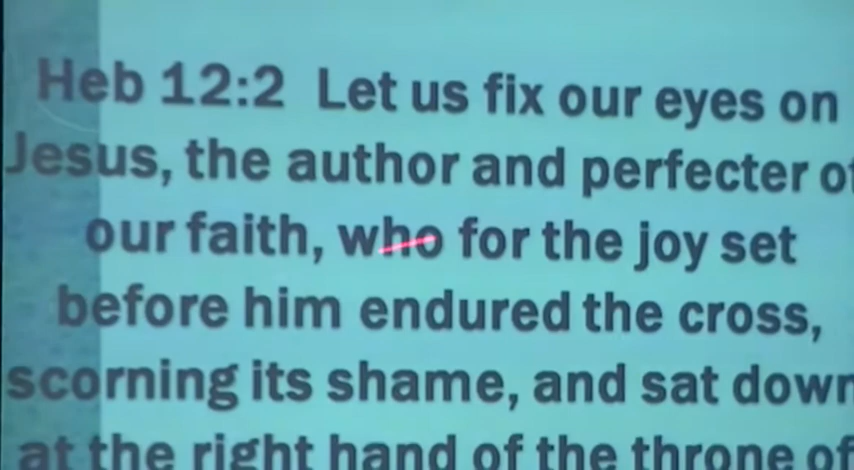 Heb 12:2 Let us fix our eyes on
Jesus, the author and perfecter of
our faith, who for the joy set
before him endured the cross,
scorning its shame, and sat down
at the right hand of the throne of